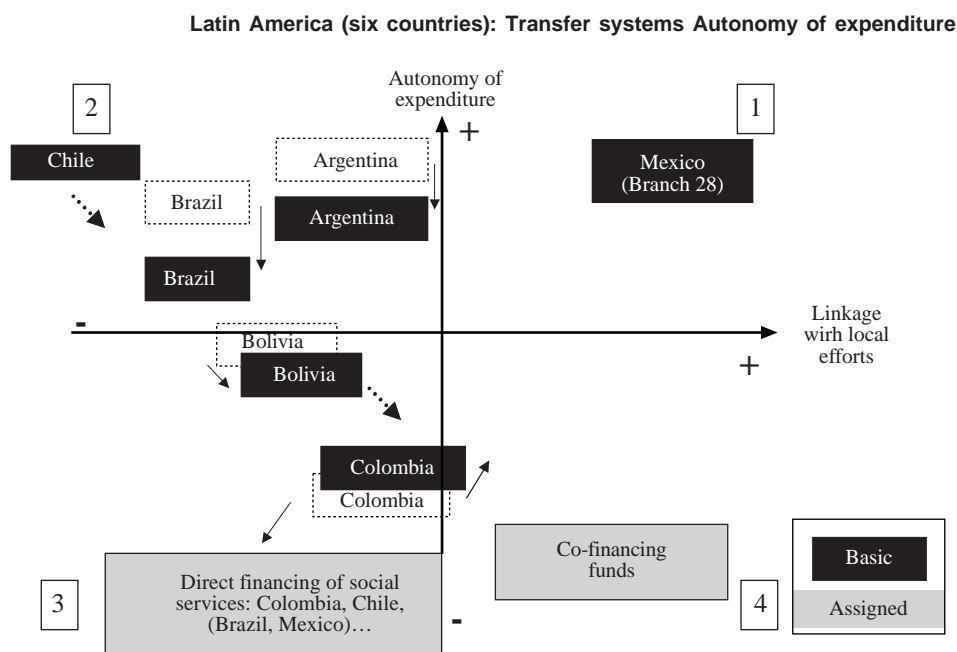 Latin America (six countries): Transfer systems Autonomy of expenditure
Autonomy of
expenditure
2
1
+
Chile
Argentina
Mexico
(Branch 28)
Brazil
Argentina
Brazil
-
Linkage
wirh local
efforts
+
Bolivia
Bolivia
Colombia
Colombia
Co-financing
funds
Basic
Direct financing of social
services: Colombia, Chile,
(Brazil, Mexico)…
3
4
Assigned
-